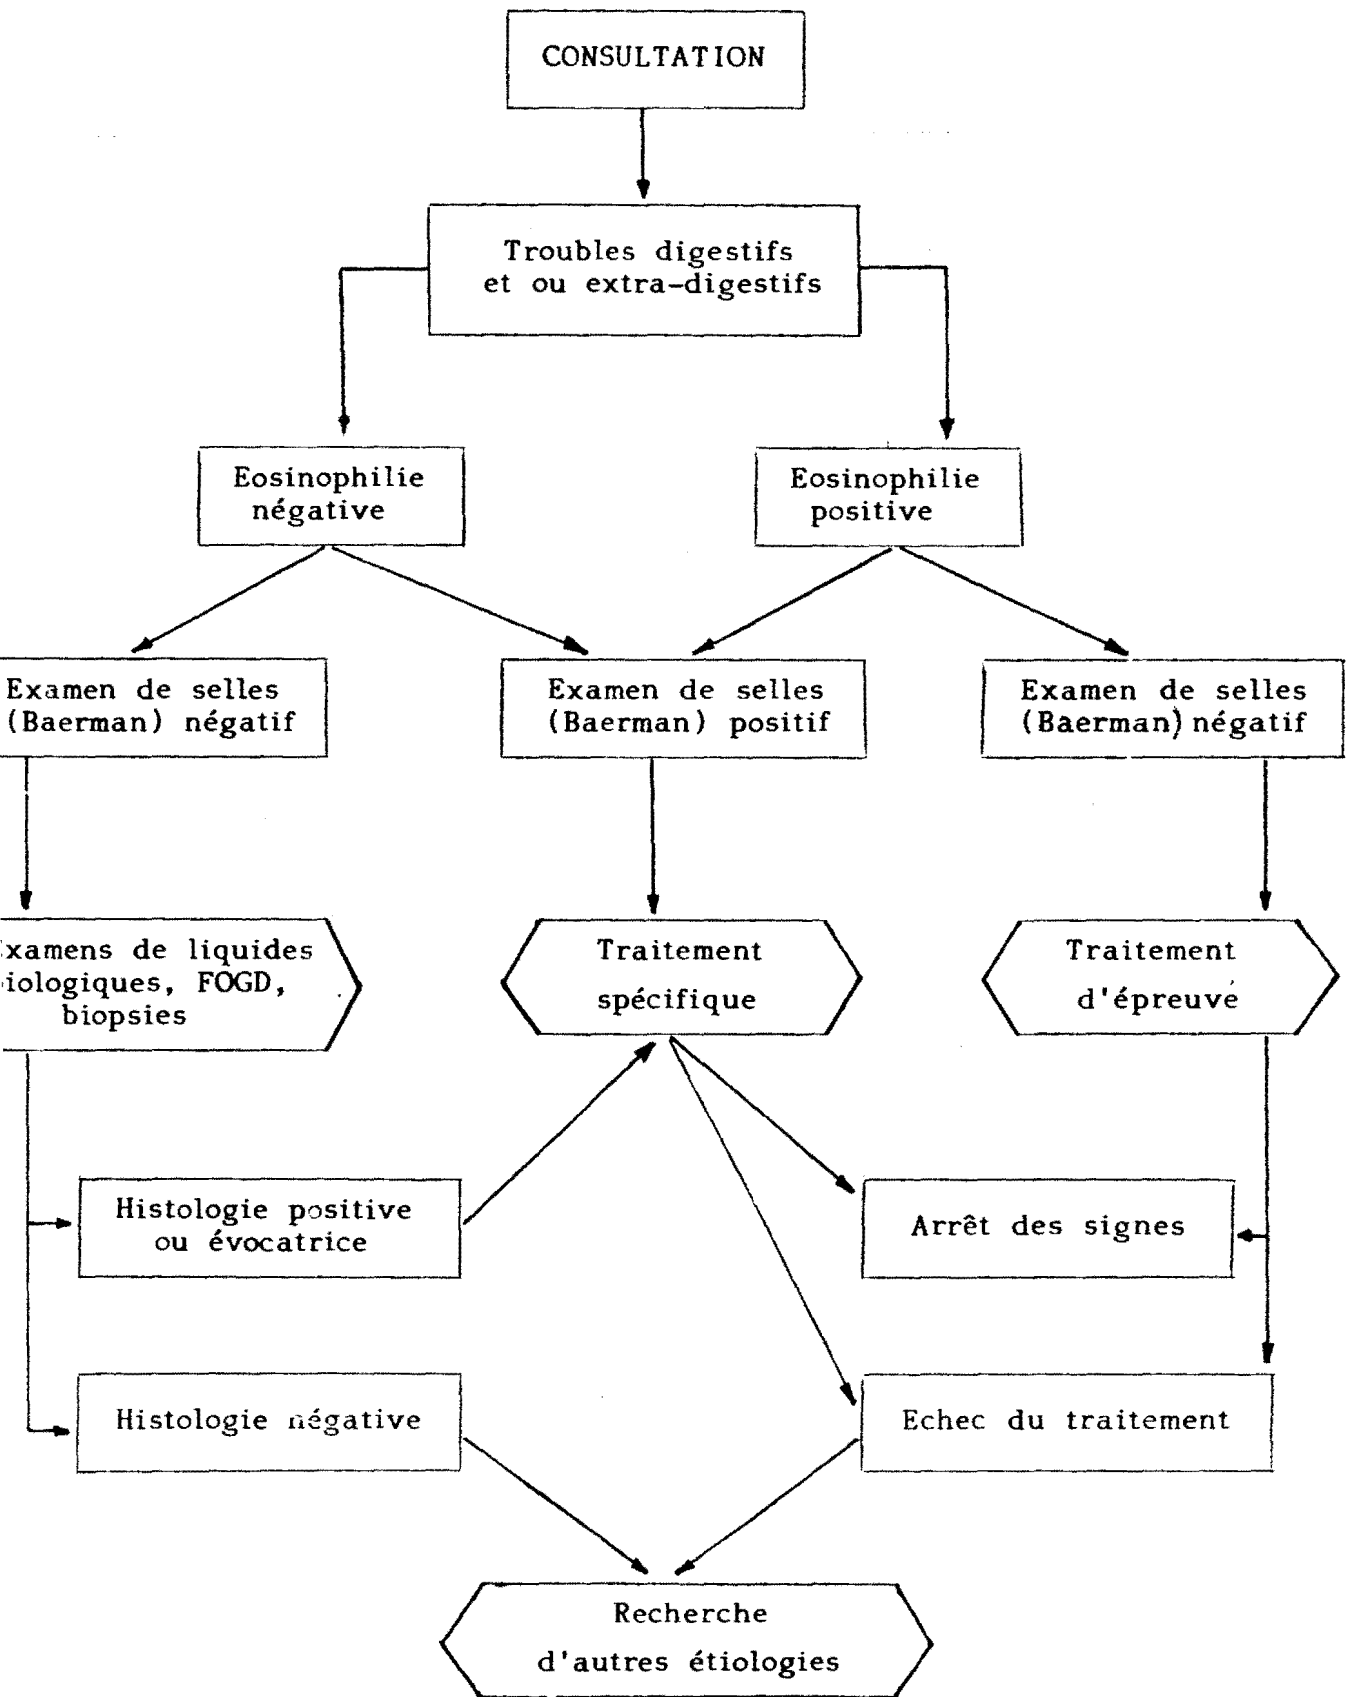 CONSULTATION
Troubles digestifs
et ou extra-digestifs
Eosinophilie
négative
Eosinophilie
positive
Examen de selles
(Baerman) négatif
Examen de selles
(Baerman) positif
Examen de selles
(Baerman) négatif
xamens de liquides
iologiques, FOGD,
biopsies
Traitement
spécifique
Traitement
d'épreuve
Histologie positive
ou évocatrice
Arrêt des signes
Histologie négative
Echec du traitement
Recherche
d'autres étiologies